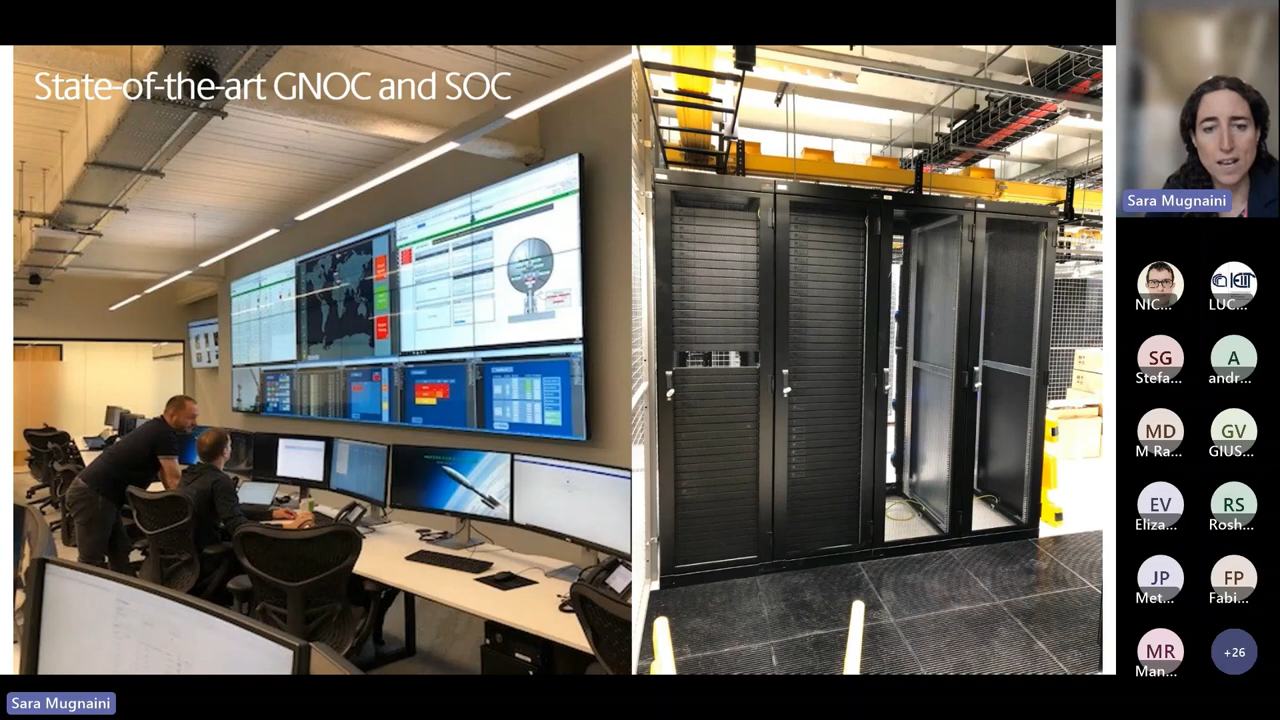 State-of-the-art GNOC and SOC
Sara Mugnaini
NIC...
LUC...
SG
Stefa...
A
andr...
MD
M Ra...
GV
GIUS...
EV
Eliza...
RS
Rosh...
JP
Met...
FP
Fabi...
MR
Man...
+26
Sara Mugnaini